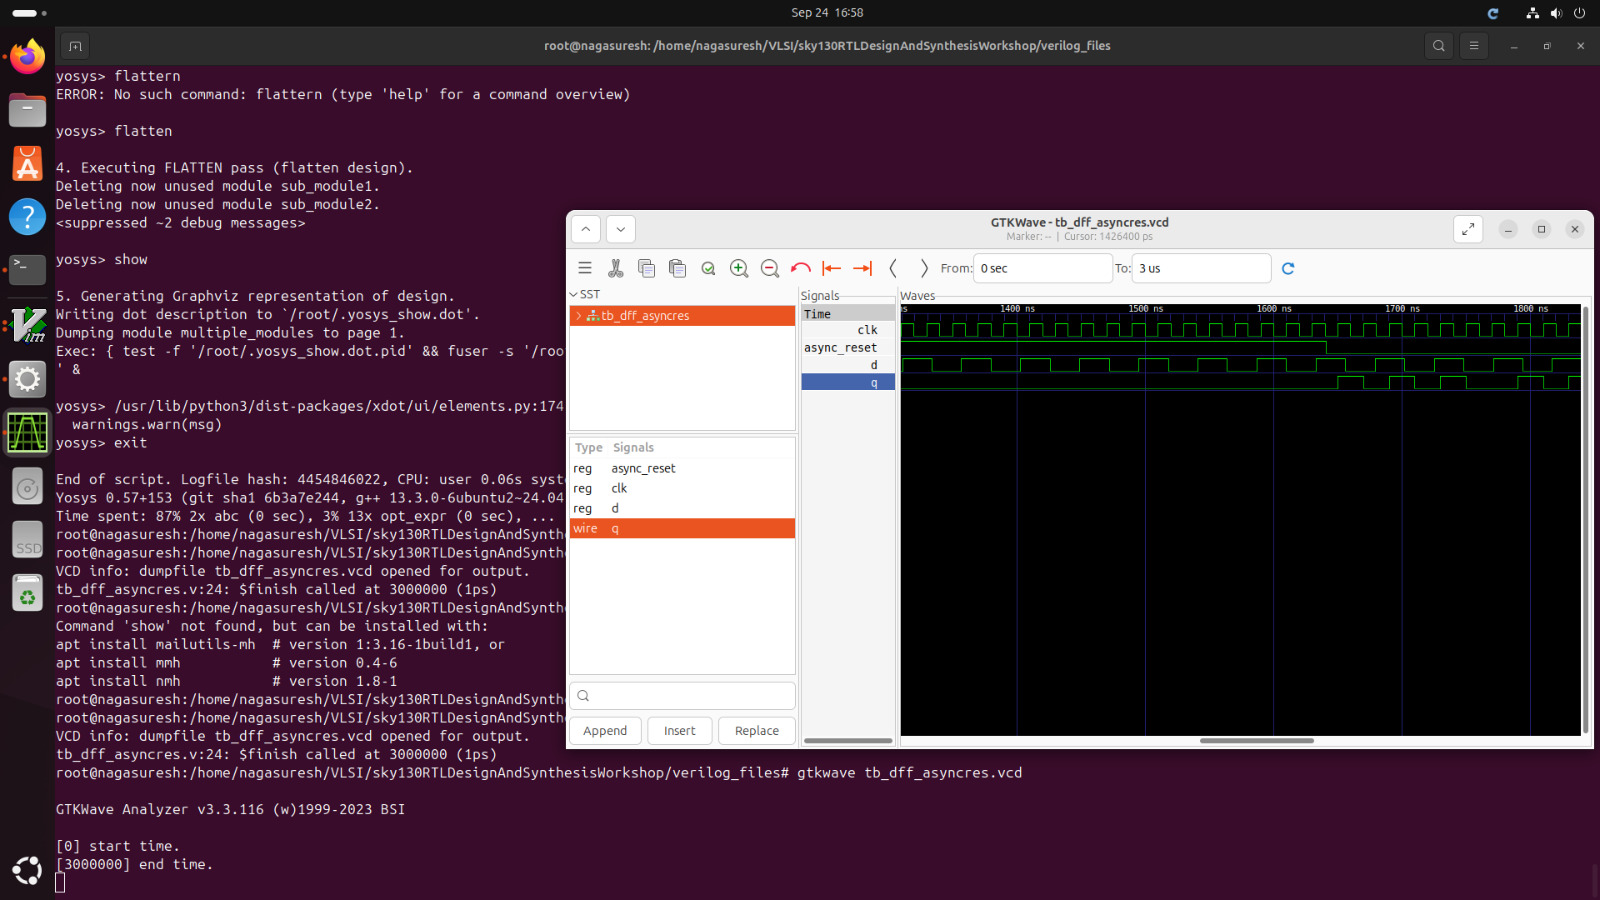 Sep 24 16:58
root@nagasuresh: /home/nagasuresh/VLSI/sky130RTLDesignAndSynthesisWorkshop/verilog_files
yosys> flattern
ERROR: No such command: flattern (type 'help' for a command overview)
yosys> flatten
4. Executing FLATTEN pass (flatten design).
Deleting now unused module sub_module1.
Deleting now unused module sub_module2.
<suppressed ~2 debug messages>
yosys> show
5. Generating Graphviz representation of design.
Writing dot description to `/root/.yosys_show.dot'.
Dumping module multiple_modules to page 1.
Exec: { test -f '/root/.yosys_show.dot.pid' && fuser -s '/roo
' &
yosys> /usr/lib/python3/dist-packages/xdot/ui/elements.py:174
warnings.warn(msg)
yosys> exit
End of script. Logfile hash: 4454846022, CPU: user 0.06s syst
Yosys 0.57+153 (git sha1 6b3a7e244, g++ 13.3.0-6ubuntu2~24.04
Time spent: 87% 2x abc (0 sec), 3% 13x opt_expr (0 sec), ...
root@nagasuresh:/home/nagasuresh/VLSI/sky130RTLDesignAndSynthe
root@nagasuresh:/home/nagasuresh/VLSI/sky130RTLDesignAndSynthe
VCD info: dumpfile tb_dff_asyncres.vcd opened for output.
tb_dff_asyncres.v:24: $finish called at 3000000 (1ps)
root@nagasuresh:/home/nagasuresh/VLSI/sky130RTLDesignAndSynthe
Command 'show' not found, but can be installed with:
apt install mailutils-mh # version 1:3.16-1build1, or
apt install mmh # version 0.4-6
apt install nmh # version 1.8-1
root@nagasuresh:/home/nagasuresh/VLSI/sky130RTLDesignAndSynthe
root@nagasuresh:/home/nagasuresh/VLSI/sky130RTLDesignAndSynthe
VCD info: dumpfile tb_dff_asyncres.vcd opened for output.
tb_dff_asyncres.v:24: $finish called at 3000000 (1ps)
root@nagasuresh:/home/nagasuresh/VLSI/sky130RTLDesignAndSynthesisWorkshop/verilog_files# gtkwave tb_dff_asyncres.vcd
GTKWave Analyzer v3.3.116 (w)1999-2023 BSI
[0] start time.
[3000000] end time.
GTKWave - tb_dff_asyncres.vcd
Marker: -- | Cursor: 1426400 ps
From: 0 sec To: 3 us
SST
tb_dff_asyncres
Type Signals
reg async_reset
reg clk
reg d
wire q
Append Insert Replace
Signals
Time
clk
async_reset
d
q
Waves
ns 1400 ns 1500 ns 1600 ns 1700 ns 1800 ns
SSD